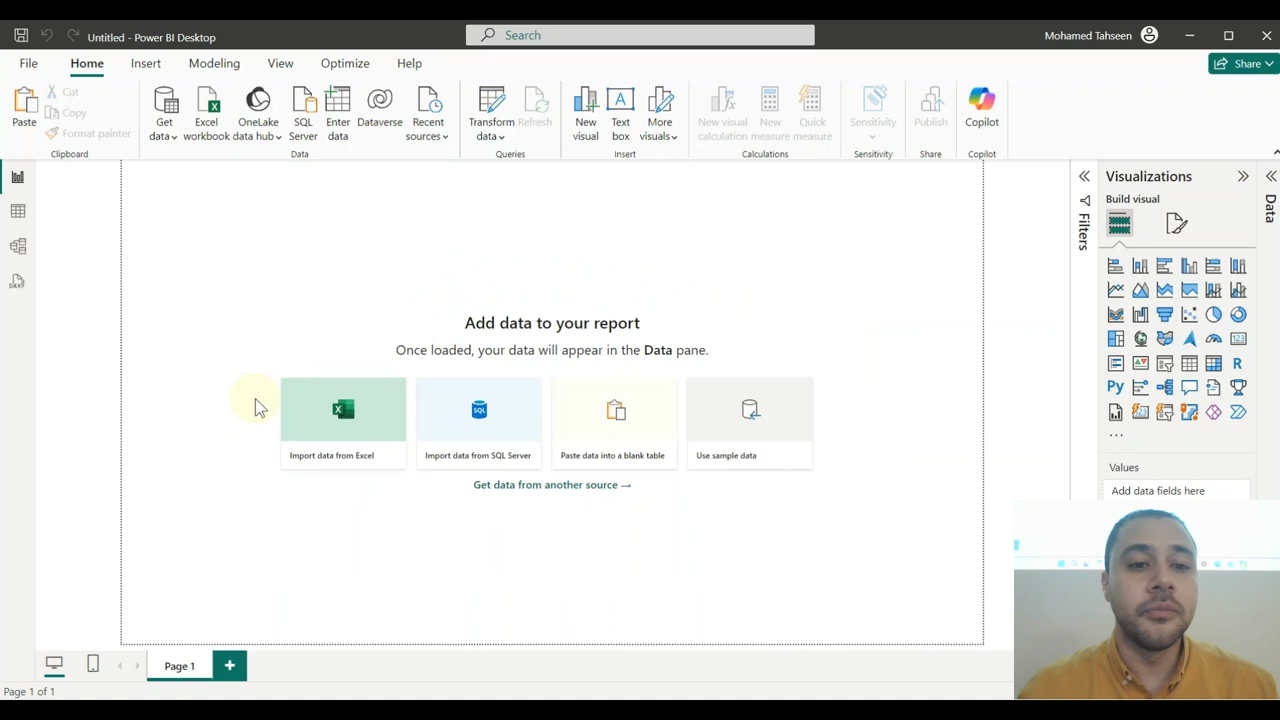 Untitled - Power BI Desktop
Search
Mohamed Tahseen
File Home Insert Modeling View Optimize Help
Share
Paste
Cut
Copy
Format painter
Get data
Excel workbook
OneLake data hub
SQL Server
Enter data
Dataverse
Recent sources
Transform data
Refresh
New visual
Text box
More visuals
New visual calculation
New measure
Quick measure
Sensitivity
Publish
Copilot
Clipboard Data Queries Insert Calculations Sensitivity Share Copilot
Filters
Visualizations
Build visual
Data
Add data to your report
Once loaded, your data will appear in the Data pane.
SQL
Import data from Excel
Import data from SQL Server
Paste data into a blank table
Use sample data
Get data from another source →
R
Py
123
...
Values
Add data fields here
Page 1
Page 1 of 1